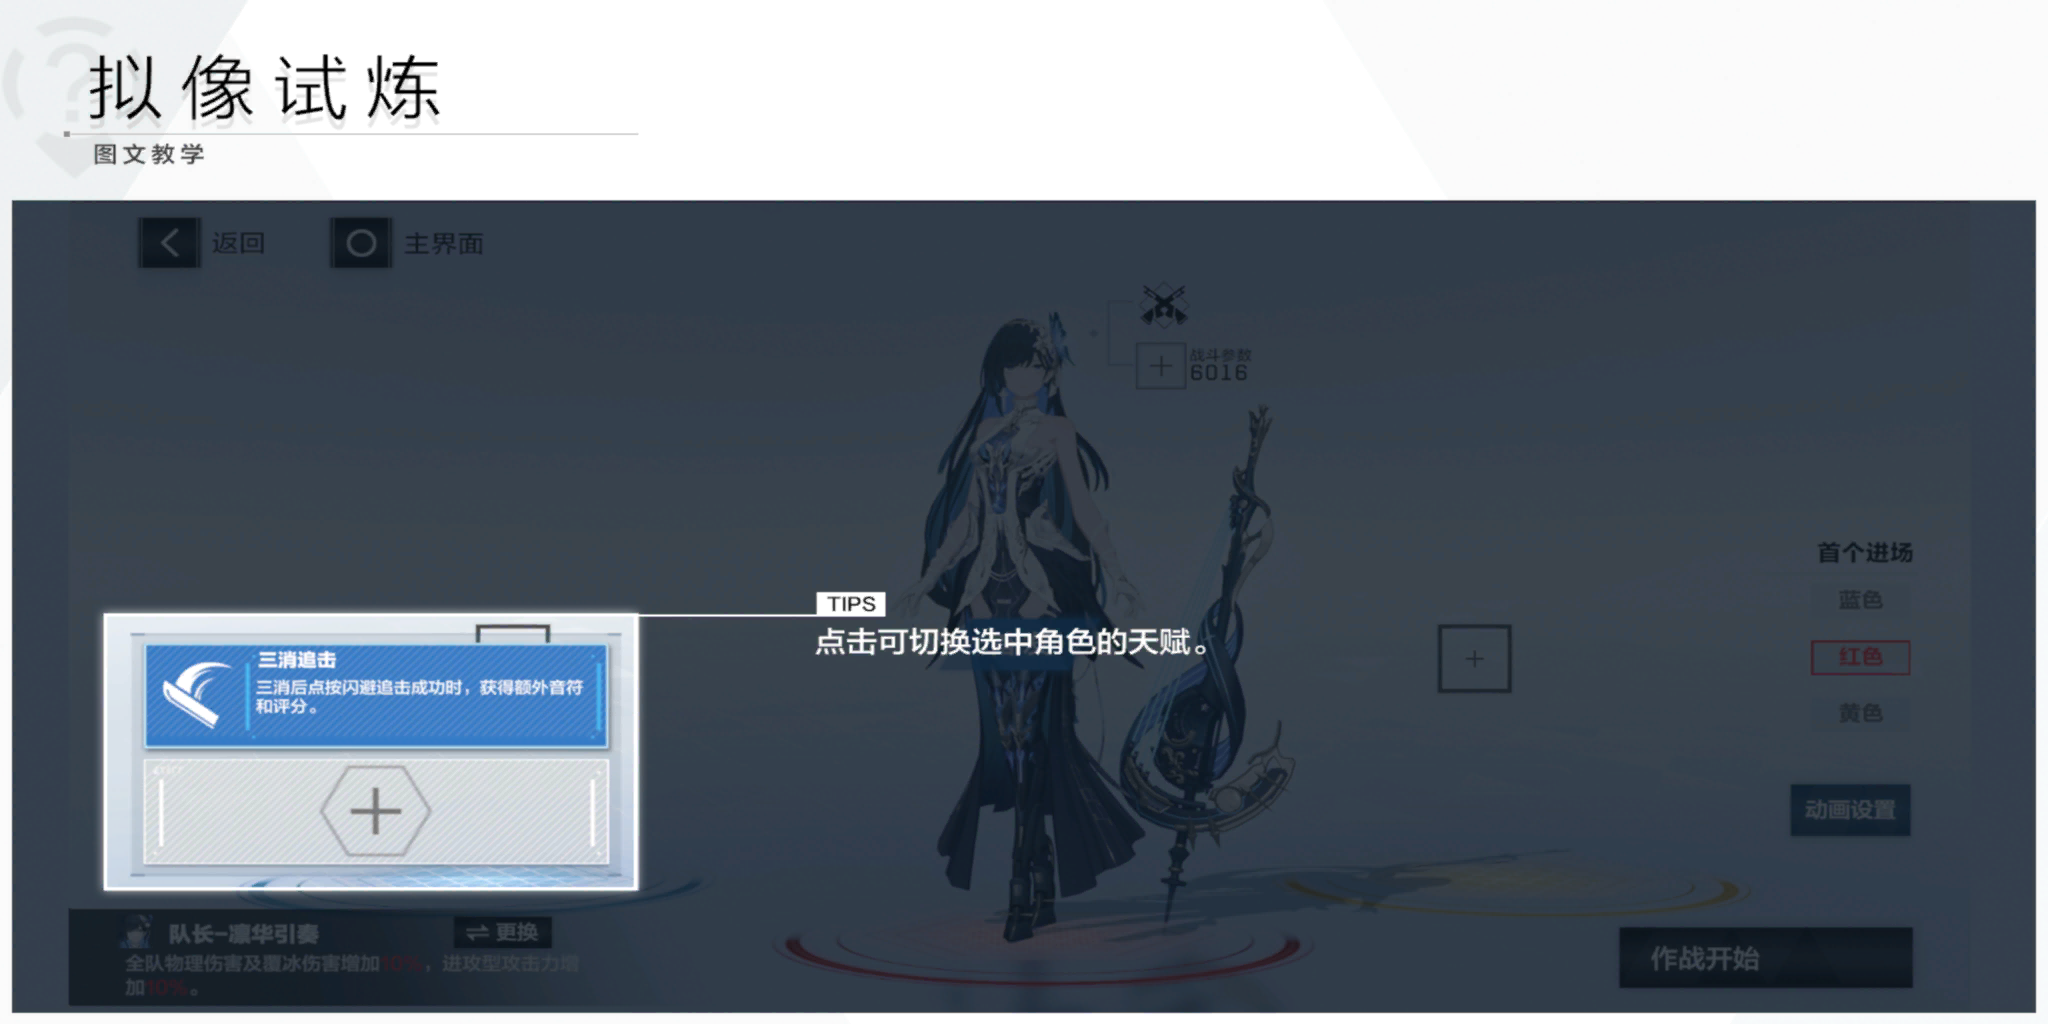 拟像试炼
图文教学
返回
主界面
战斗参数
6016
首个进场
蓝色
红色
黄色
TIPS
点击可切换选中角色的天赋。
三消追击
三消后点按闪避追击成功时，获得额外音符
和评分。
动画设置
队长-凛华引奏
更换
全队物理伤害及覆冰伤害增加10%，进攻型攻击力增
加10%。
作战开始